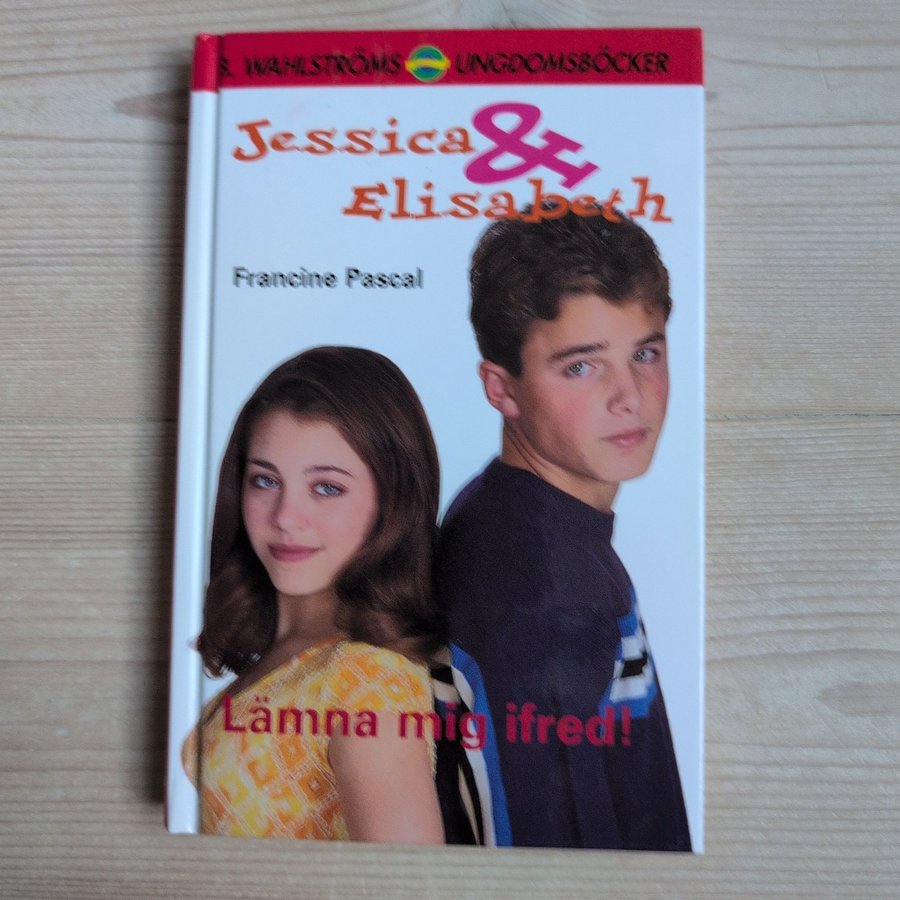 B. WAHLSTRÖMS UNGDOMSBÖCKER
Jessica &
Elisabeth
Francine Pascal
Lämna mig ifred!